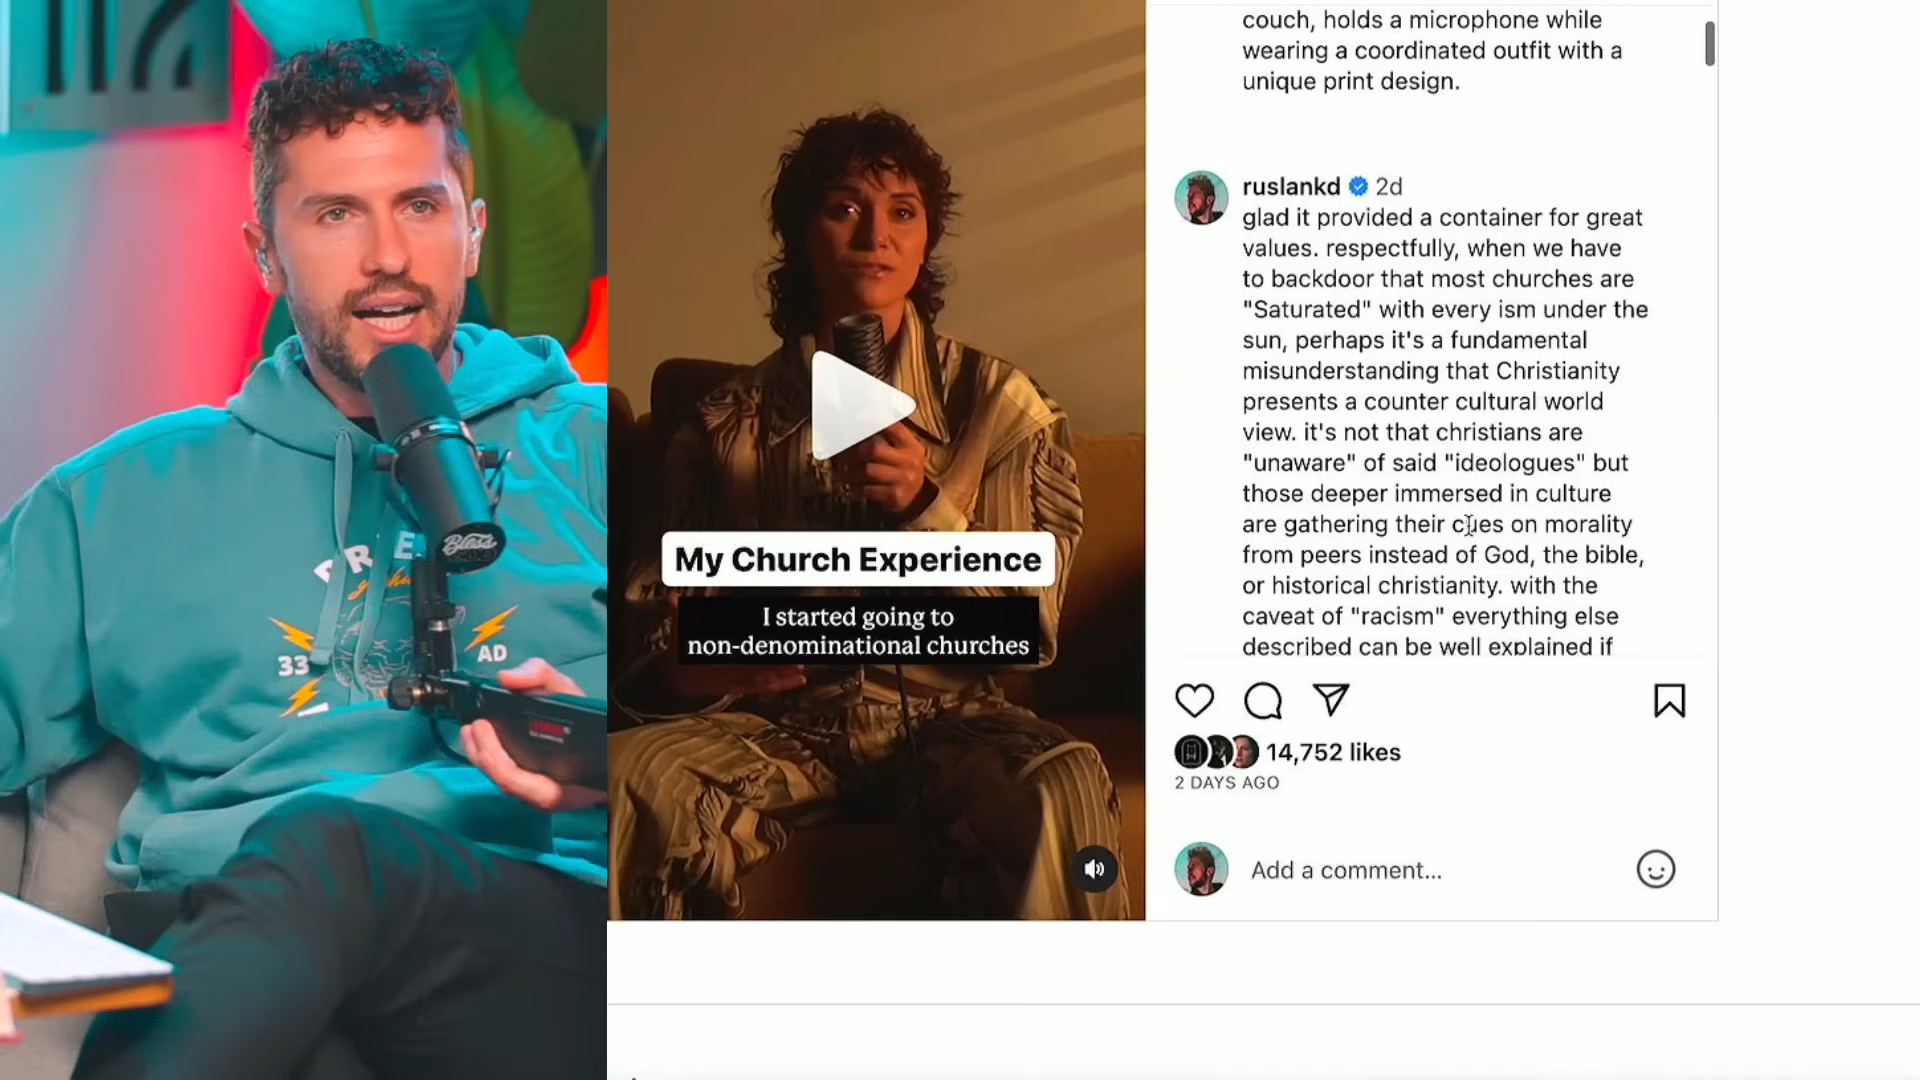 couch, holds a microphone while
wearing a coordinated outfit with a
unique print design.
ruslankd 2d
glad it provided a container for great
values. respectfully, when we have
to backdoor that most churches are
"Saturated" with every ism under the
sun, perhaps it's a fundamental
misunderstanding that Christianity
presents a counter cultural world
view. it's not that christians are
"unaware" of said "ideologues" but
those deeper immersed in culture
are gathering their cues on morality
from peers instead of God, the bible,
or historical christianity. with the
caveat of "racism" everything else
described can be well explained if
14,752 likes
2 DAYS AGO
Add a comment...
My Church Experience
I started going to
non-denominational churches
Bless
33
AD